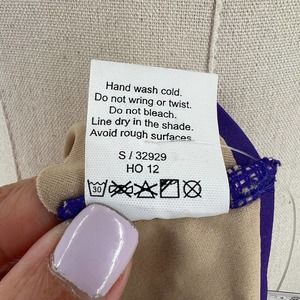 Hand wash cold.
Do not wring or twist.
Do not bleach.
Line dry in the shade.
Avoid rough surfaces.
S / 32929
HO 12
30